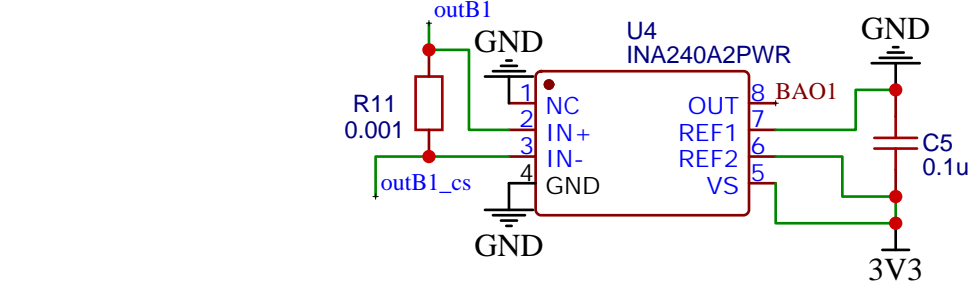 outB1
GND
U4
INA240A2PWR
GND
R11
0.001
1
NC
2
IN+
3
IN-
4
GND
OUT
8
BAO1
REF1
7
REF2
6
VS
5
C5
0.1u
outB1_cs
GND
3V3